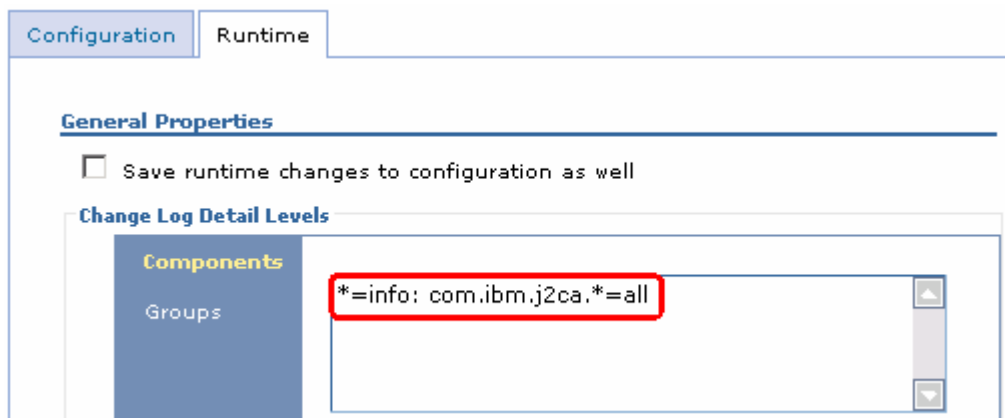 Configuration Runtime
General Properties
Save runtime changes to configuration as well
Change Log Detail Levels
Components
*=info: com.ibm.j2ca.*=all
Groups